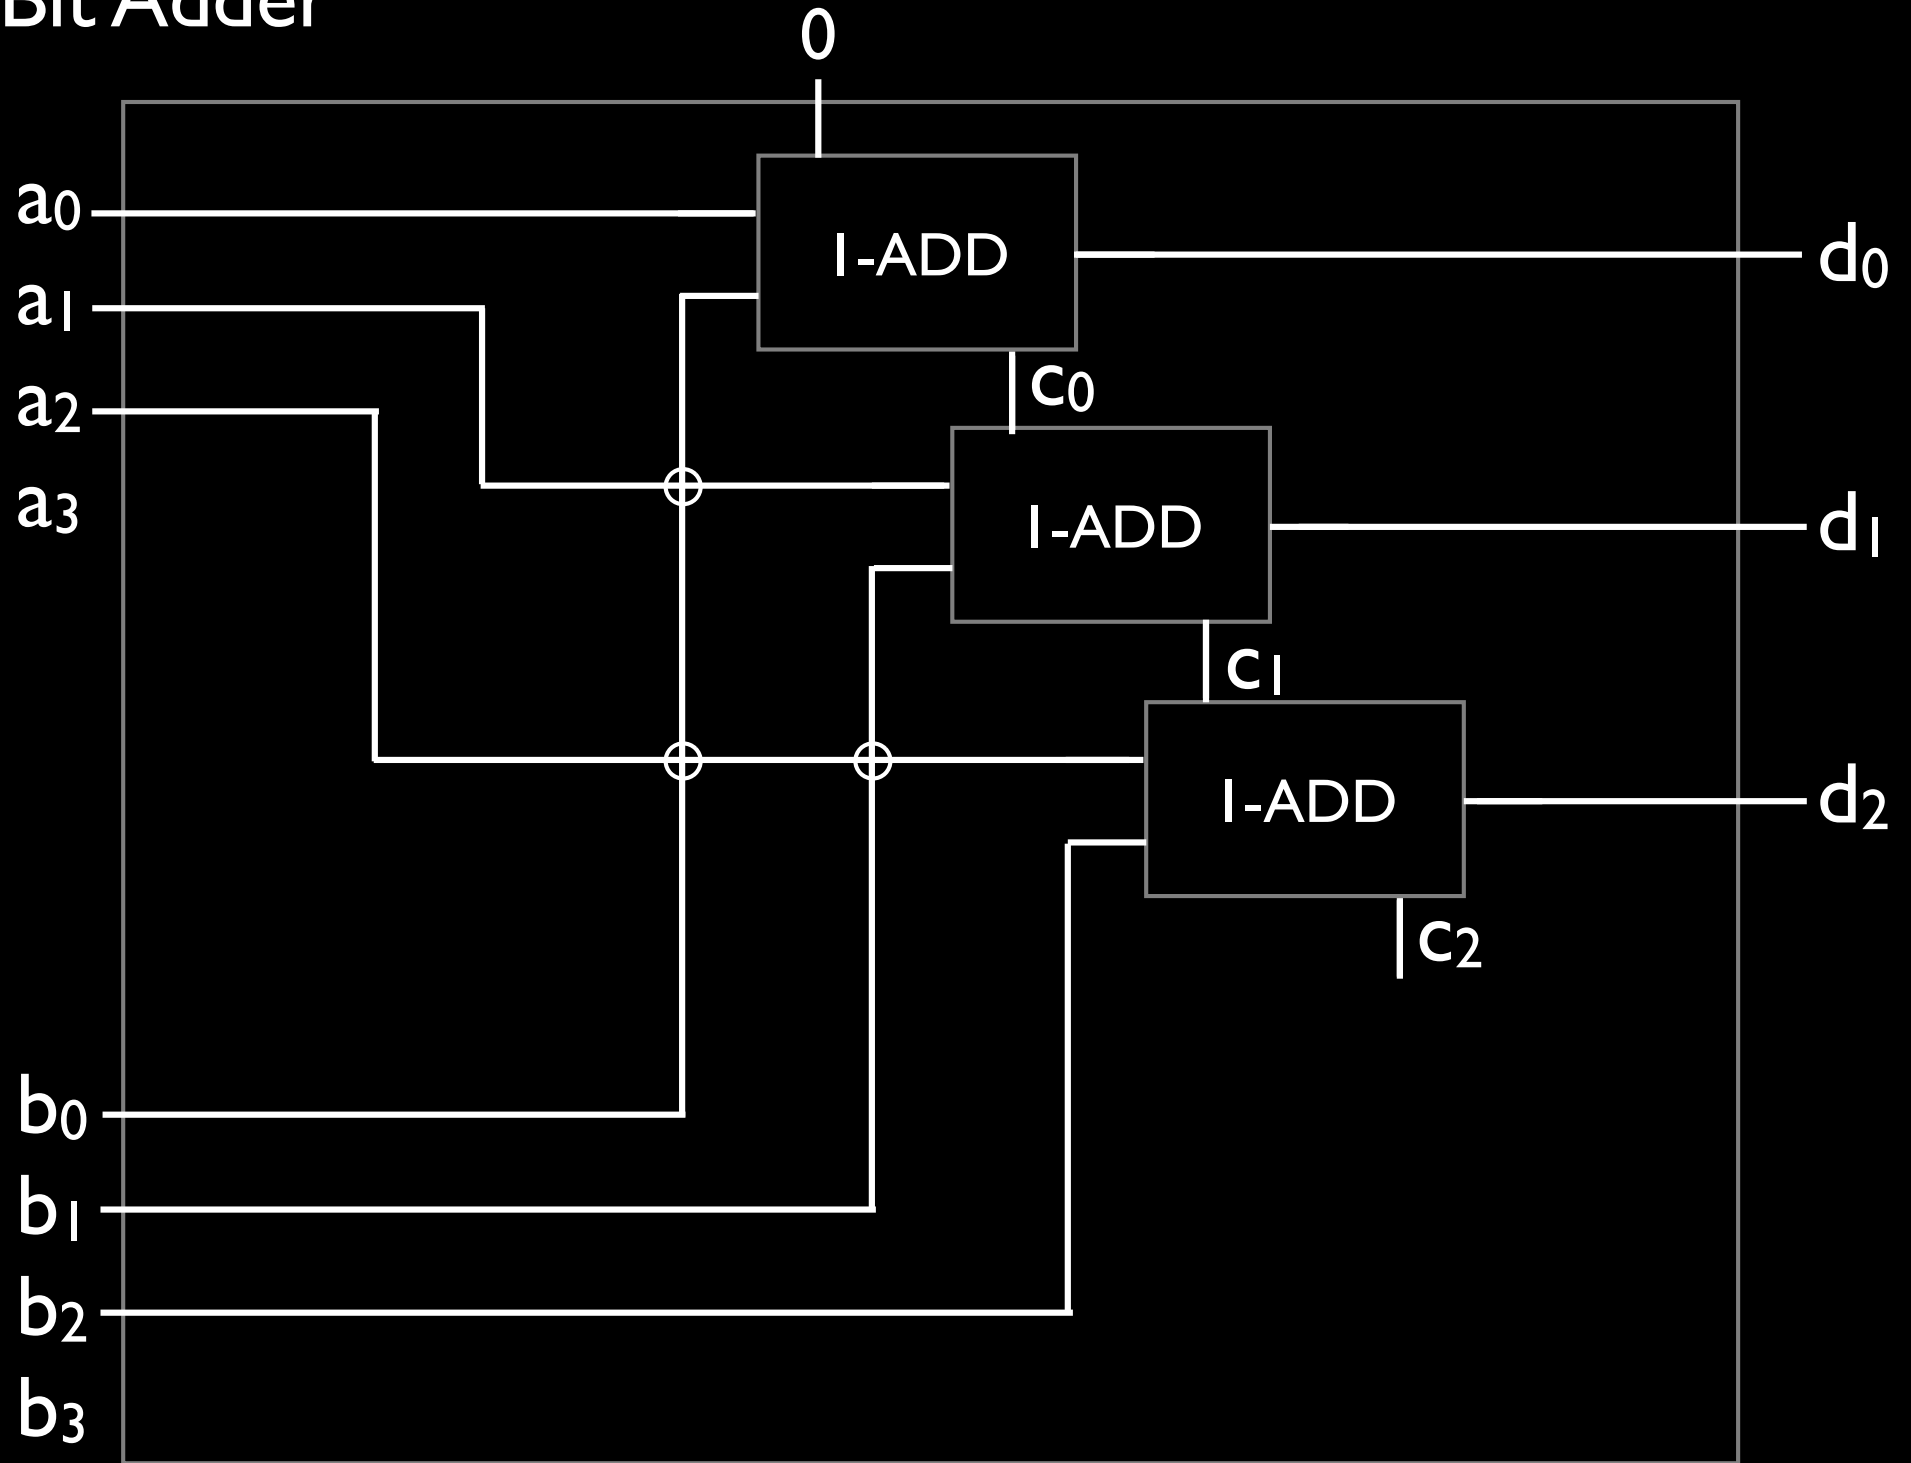 Bit Adder
0
a0
a1
a2
a3
1-ADD
d0
c0
1-ADD
d1
c1
1-ADD
d2
c2
b0
b1
b2
b3